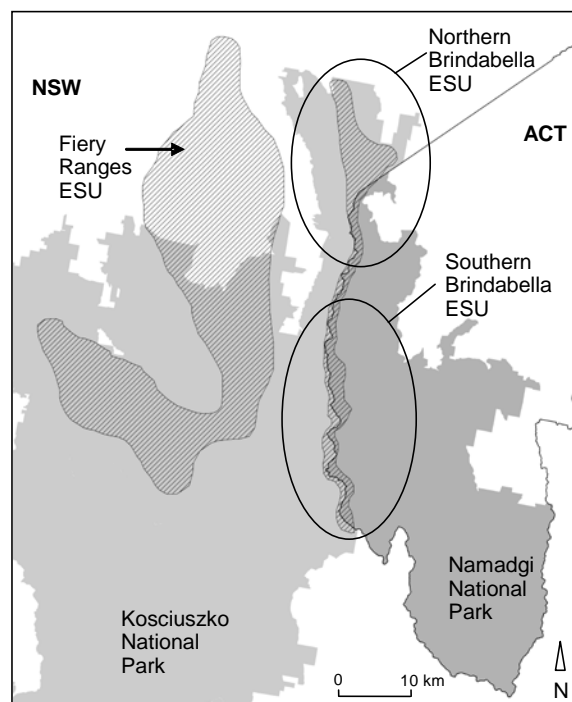 Northern
Brindabella
ESU
NSW
ACT
Fiery
Ranges
ESU
Southern
Brindabella
ESU
Namadgi
National
Park
Kosciuszko
National
Park
0 10 km
N